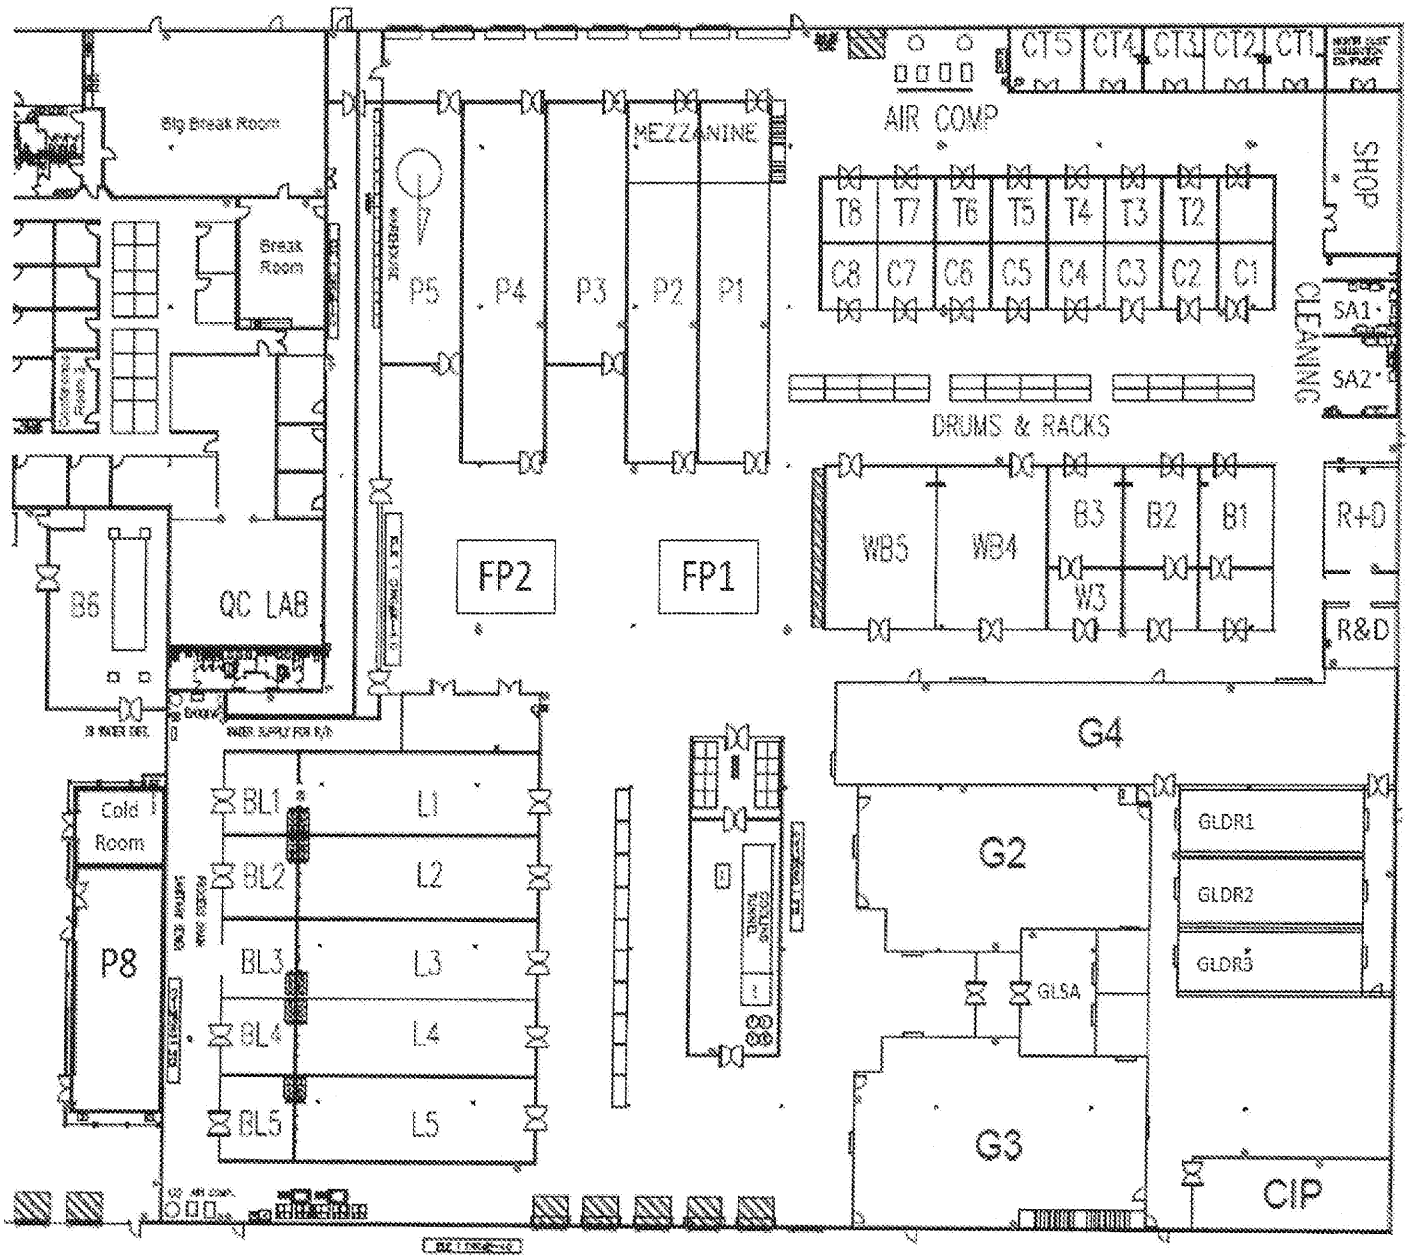 CT5 CT4 CT3 CT2 CT1
Big Break Room
AIR COMP
MEZZANINE
SHOP
T8 T7 T6 T5 T4 T3 T2
Break
Room
P5 P4 P3 P2 P1
C8 C7 C6 C5 C4 C3 C2 C1
CLEANING
SA1
SA2
DRUMS & RACKS
FP2
FP1
WB5
WB4
B3
B2
B1
W3
R+D
B6
QC LAB
R&D
G4
BL1 L1
BL2 L2
BL3 L3
BL4 L4
BL5 L5
Cold
Room
P8
COOLING
TUNNEL
G2
GLDR1
GLDR2
GLDR3
GLSA
G3
CIP